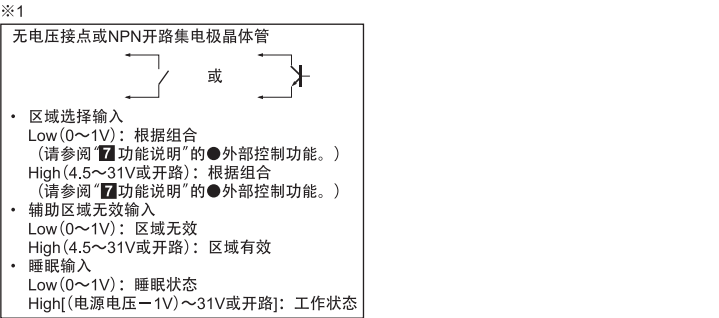 ※1
无电压接点或NPN开路集电极晶体管
或
• 区域选择输入
Low(0～1V)：根据组合
(请参阅“7功能说明”的●外部控制功能。)
High(4.5～31V或开路)：根据组合
(请参阅“7功能说明”的●外部控制功能。)
• 辅助区域无效输入
Low(0～1V)：区域无效
High(4.5～31V或开路)：区域有效
• 睡眠输入
Low(0～1V)：睡眠状态
High[(电源电压－1V)～31V或开路]：工作状态